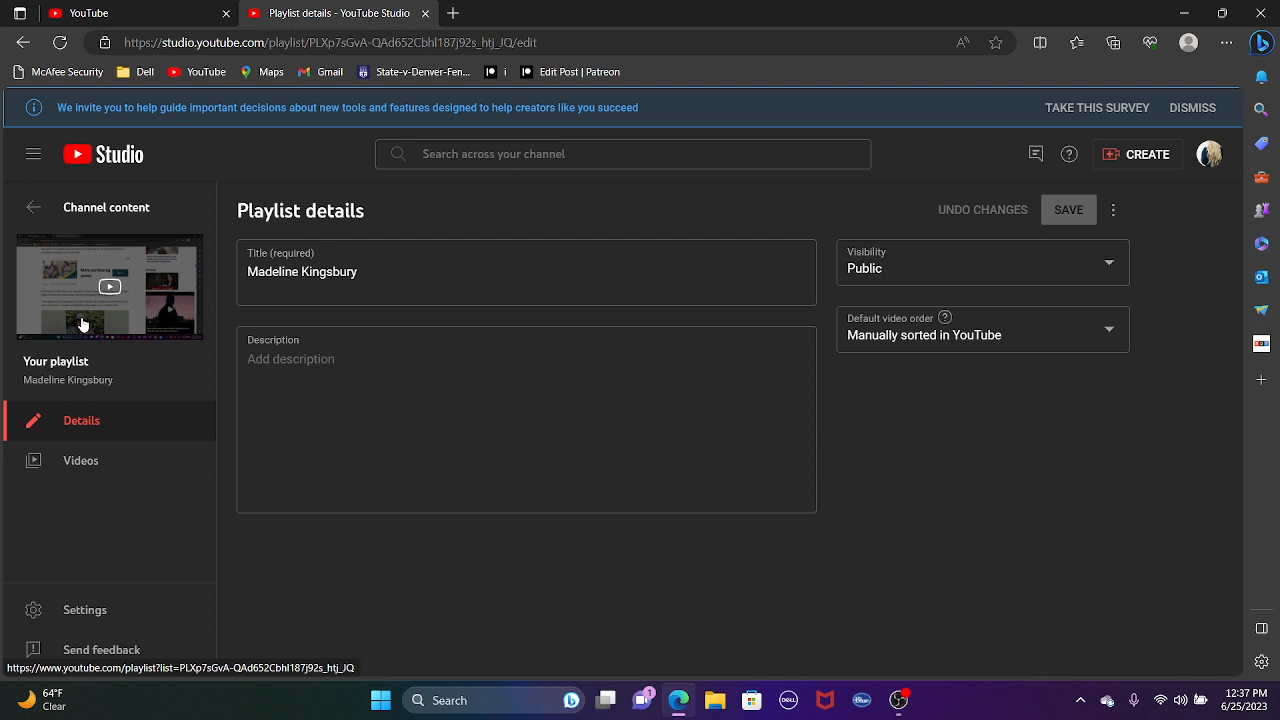 YouTube
Playlist details - YouTube Studio
https://studio.youtube.com/playlist/PLXp7sGvA-QAd652Cbhl187j92s_htj_JQ/edit
McAfee Security
Dell
YouTube
Maps
Gmail
State-v-Denver-Fen...
i
Edit Post | Patreon
We invite you to help guide important decisions about new tools and features designed to help creators like you succeed
TAKE THIS SURVEY
DISMISS
Studio
Search across your channel
CREATE
Channel content
Playlist details
UNDO CHANGES
SAVE
Title (required)
Madeline Kingsbury
Visibility
Public
Default video order
Manually sorted in YouTube
Description
Add description
Your playlist
Madeline Kingsbury
Details
Videos
Settings
Send feedback
https://www.youtube.com/playlist?list=PLXp7sGvA-QAd652Cbhl187j92s_htj_JQ
64°F
Clear
Search
1
DELL
Blue
12:37 PM
6/25/2023